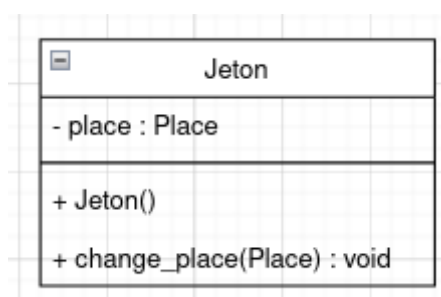 Jeton
- place : Place
+ Jeton()
+ change_place(Place) : void